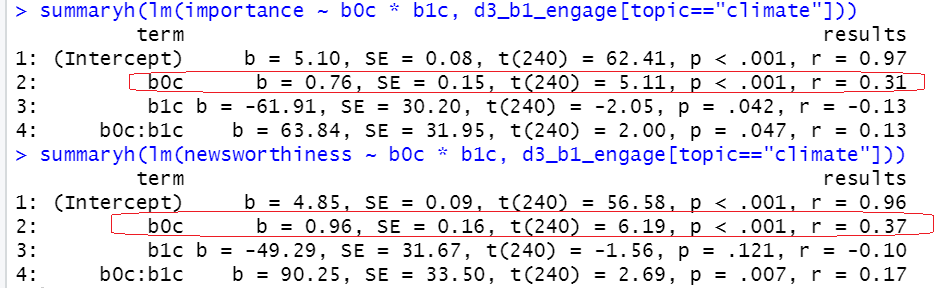 > summaryh(lm(importance ~ b0c * b1c, d3_b1_engage[topic=="climate"]))
term results
1: (Intercept) b = 5.10, SE = 0.08, t(240) = 62.41, p < .001, r = 0.97
2: b0c b = 0.76, SE = 0.15, t(240) = 5.11, p < .001, r = 0.31
3: b1c b = -61.91, SE = 30.20, t(240) = -2.05, p = .042, r = -0.13
4: b0c:b1c b = 63.84, SE = 31.95, t(240) = 2.00, p = .047, r = 0.13
> summaryh(lm(newsworthiness ~ b0c * b1c, d3_b1_engage[topic=="climate"]))
term results
1: (Intercept) b = 4.85, SE = 0.09, t(240) = 56.58, p < .001, r = 0.96
2: b0c b = 0.96, SE = 0.16, t(240) = 6.19, p < .001, r = 0.37
3: b1c b = -49.29, SE = 31.67, t(240) = -1.56, p = .121, r = -0.10
4: b0c:b1c b = 90.25, SE = 33.50, t(240) = 2.69, p = .007, r = 0.17